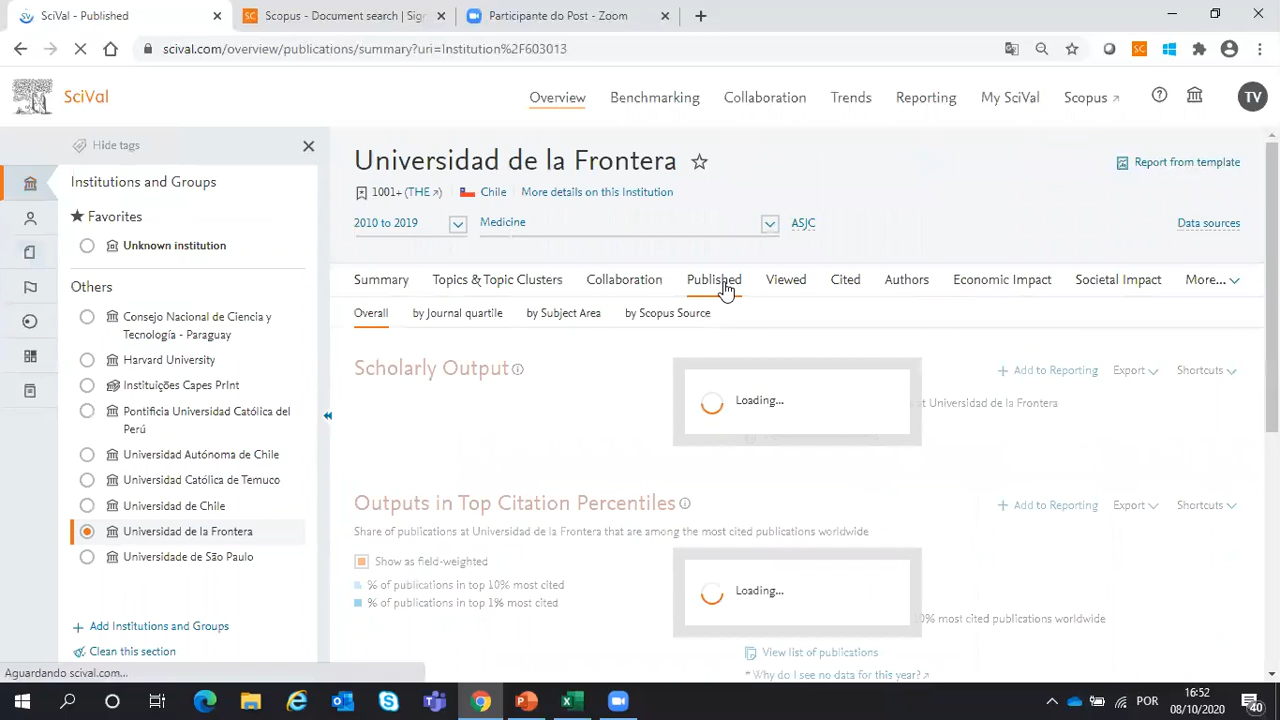 SciVal - Published
Scopus - Document search | Sig
Participante do Post - Zoom
scival.com/overview/publications/summary?uri=Institution%2F603013
SciVal
Overview
Benchmarking
Collaboration
Trends
Reporting
My SciVal
Scopus
TV
Hide tags
Institutions and Groups
Favorites
Unknown institution
Others
Consejo Nacional de Ciencia y
Tecnología - Paraguay
Harvard University
Instituições Capes PrInt
Pontificia Universidad Católica del
Perú
Universidad Autónoma de Chile
Universidad Católica de Temuco
Universidad de Chile
Universidad de la Frontera
Universidade de São Paulo
Add Institutions and Groups
Clean this section
Aguardando scival.com...
Universidad de la Frontera
Report from template
1001+ (THE) Chile More details on this Institution
2010 to 2019 Medicine ASJC
Data sources
Summary Topics & Topic Clusters Collaboration Published Viewed Cited Authors Economic Impact Societal Impact More...
Overall by Journal quartile by Subject Area by Scopus Source
Scholarly Output
+ Add to Reporting Export Shortcuts
Loading...
at Universidad de la Frontera
Outputs in Top Citation Percentiles
+ Add to Reporting Export Shortcuts
Share of publications at Universidad de la Frontera that are among the most cited publications worldwide
Show as field-weighted
% of publications in top 10% most cited
% of publications in top 1% most cited
Loading...
10% most cited publications worldwide
View list of publications
* Why do I see no data for this year?
POR
16:52
08/10/2020
40